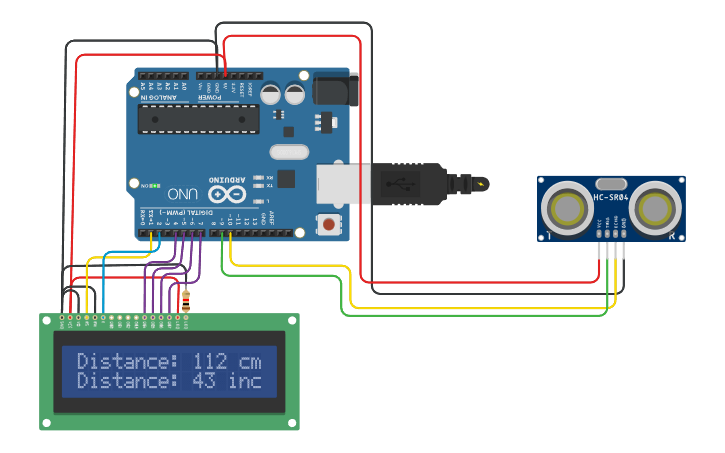 Vin
GND
GND
5V
3.3V
RESET
IOREF
A5
A4
A3
A2
A1
A0
ANALOG IN
POWER
ON
UNO
ARDUINO
RX
TX
L
DIGITAL (PWM ~)
RX←0
TX→1
2
~3
4
~5
~6
7
8
~9
~10
~11
12
13
GND
AREF
HC-SR04
VCC
TRIG
ECHO
GND
T
R
Distance: 112 cm
Distance: 43 inc